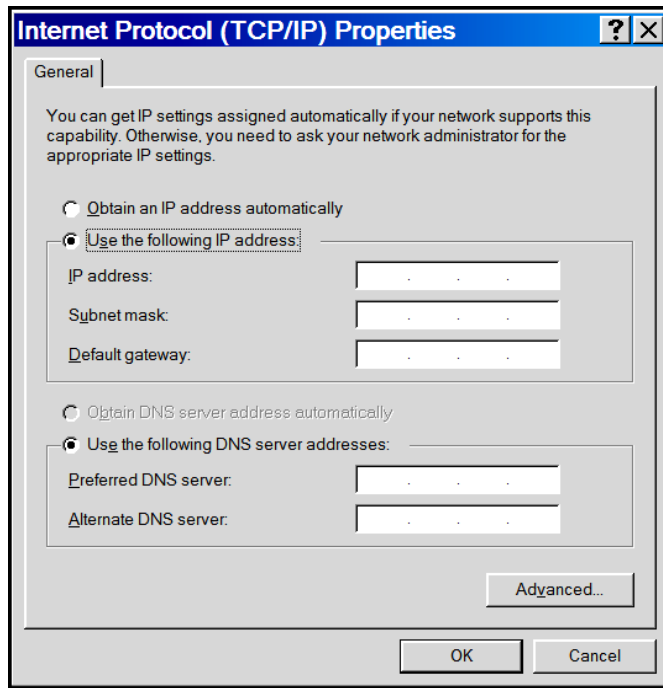 Internet Protocol (TCP/IP) Properties
General
You can get IP settings assigned automatically if your network supports this
capability. Otherwise, you need to ask your network administrator for the
appropriate IP settings.
Obtain an IP address automatically
Use the following IP address:
IP address:
Subnet mask:
Default gateway:
Obtain DNS server address automatically
Use the following DNS server addresses:
Preferred DNS server:
Alternate DNS server:
Advanced...
OK Cancel